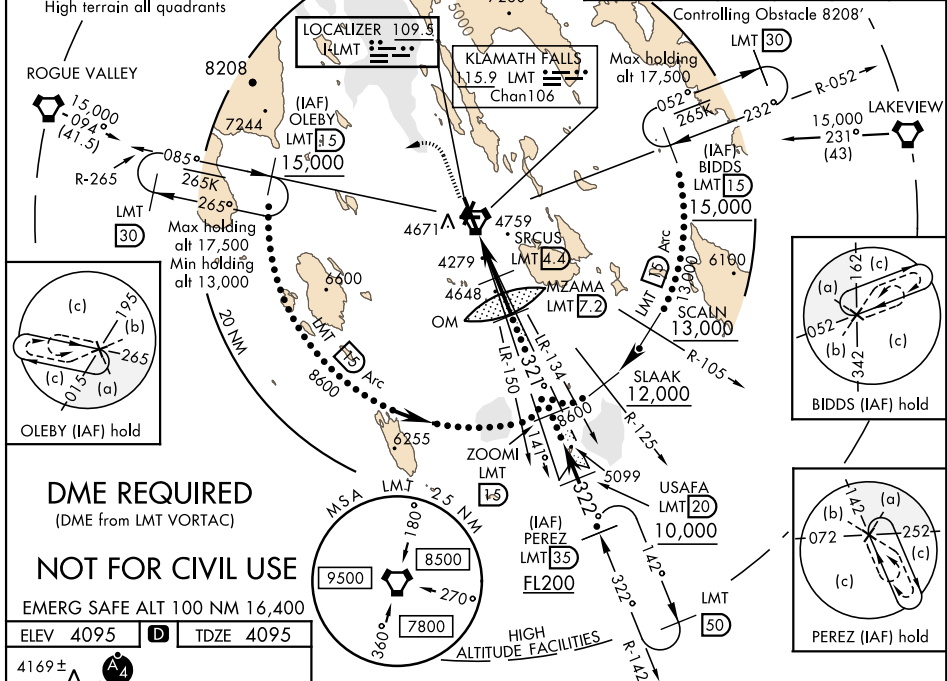 High terrain all quadrants
7200
5000
Controlling Obstacle 8208'
LOCALIZER 109.5
I-LMT
LMT 30
ROGUE VALLEY
8208
KLAMATH FALLS
115.9 LMT
Chan 106
Max holding
alt 17,500
R-052
LAKEVIEW
15,000
094°
(41.5)
7244
(IAF)
OLEBY
LMT 15
15,000
052°
265K
232°
15,000
231°
(43)
R-265
085°
265K
265°
(IAF)
BIDDS
LMT 15
15,000
LMT
30
Max holding
alt 17,500
Min holding
alt 13,000
4671
4759
SRCUS
LMT 4.4
4279
6600
4648
MZAMA
LMT 7.2
OM
LMT 15 Arc
13,000
6100
SCALN
13,000
20 NM
LMT 15 Arc
8600
LR-150
321°
LR-134
R-105
SLAAK
12,000
8600
R-125
141°
6255
ZOOMI
LMT
15
5099
USAFA
LMT 20
10,000
322°
(c)
195
(b)
265
(c)
(a)
015
OLEBY (IAF) hold
162
(c)
(a)
052
(b)
(c)
342
BIDDS (IAF) hold
DME REQUIRED
(DME from LMT VORTAC)
NOT FOR CIVIL USE
EMERG SAFE ALT 100 NM 16,400
MSA LMT 25 NM
180°
8500
9500
270°
7800
360°
(IAF)
PEREZ
LMT 35
FL200
142°
322°
LMT
50
R-142
HIGH
ALTITUDE FACILITIES
142
(a)
(b)
072
252
(c)
(c)
PEREZ (IAF) hold
ELEV 4095
D
TDZE 4095
4169±
A4